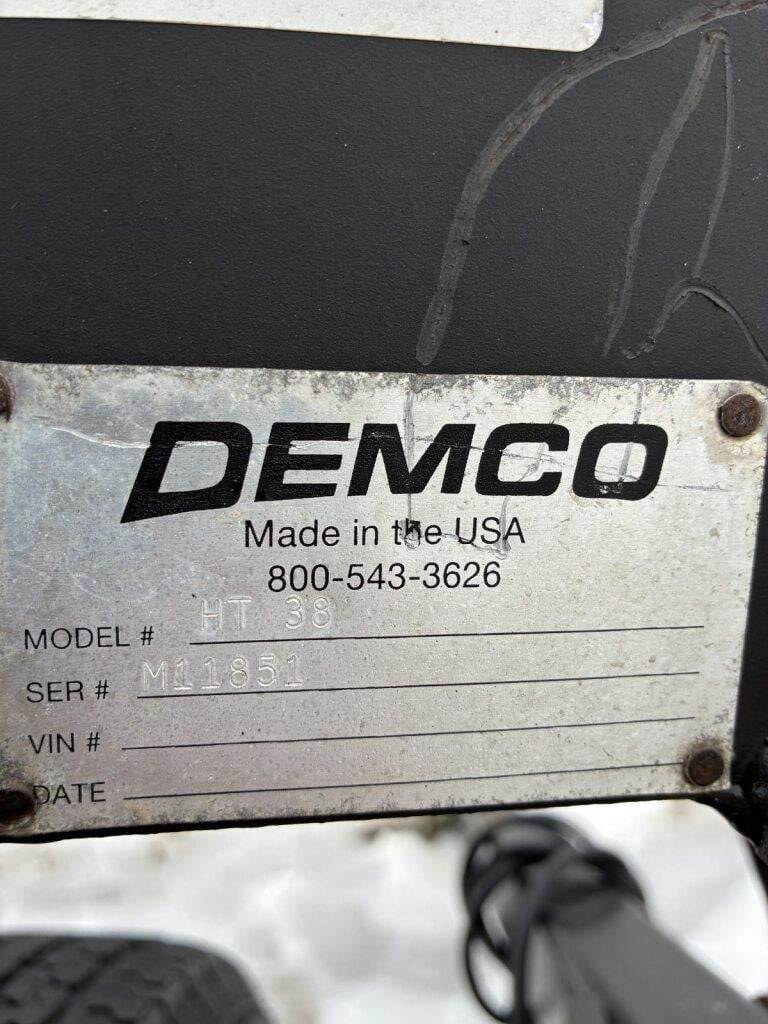 DEMCO
Made in the USA
800-543-3626
MODEL # HT 38
SER # M11851
VIN #
DATE